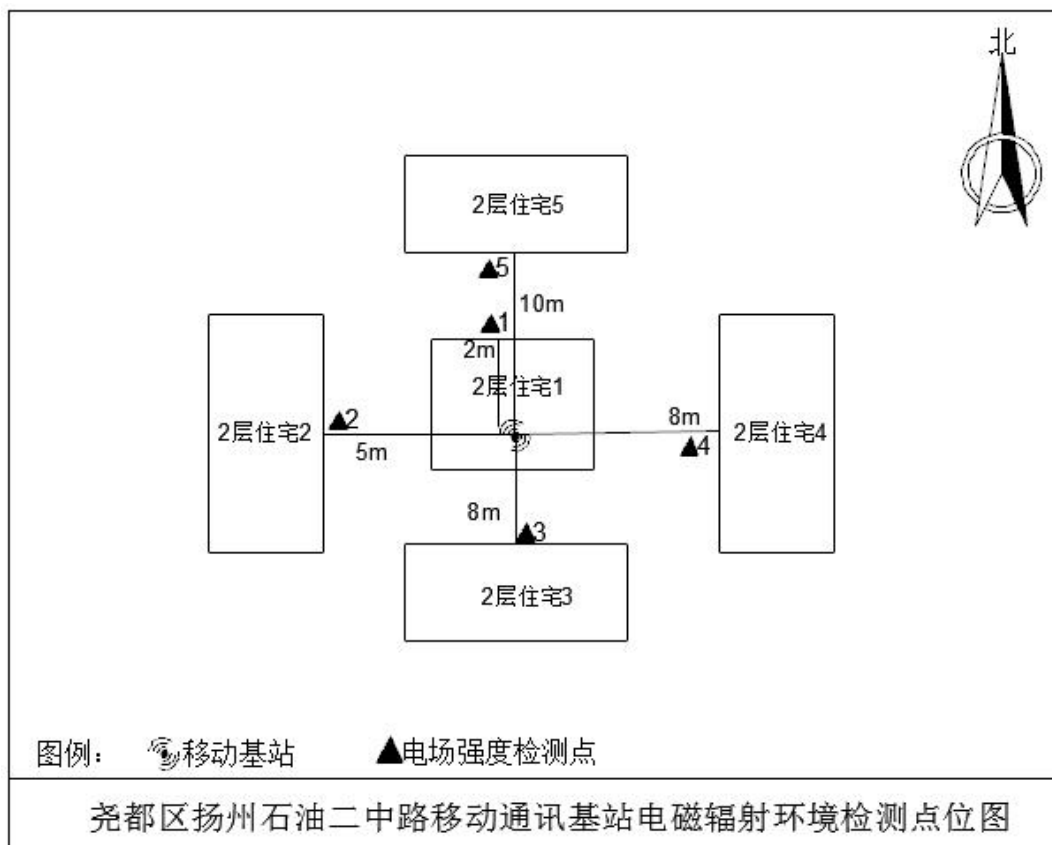 北
2层住宅5
5
10m
1
2m
2层住宅1
2
8m
2层住宅2
2层住宅4
4
5m
8m
3
2层住宅3
图例: 移动基站 电场强度检测点
尧都区扬州石油二中路移动通讯基站电磁辐射环境检测点位图